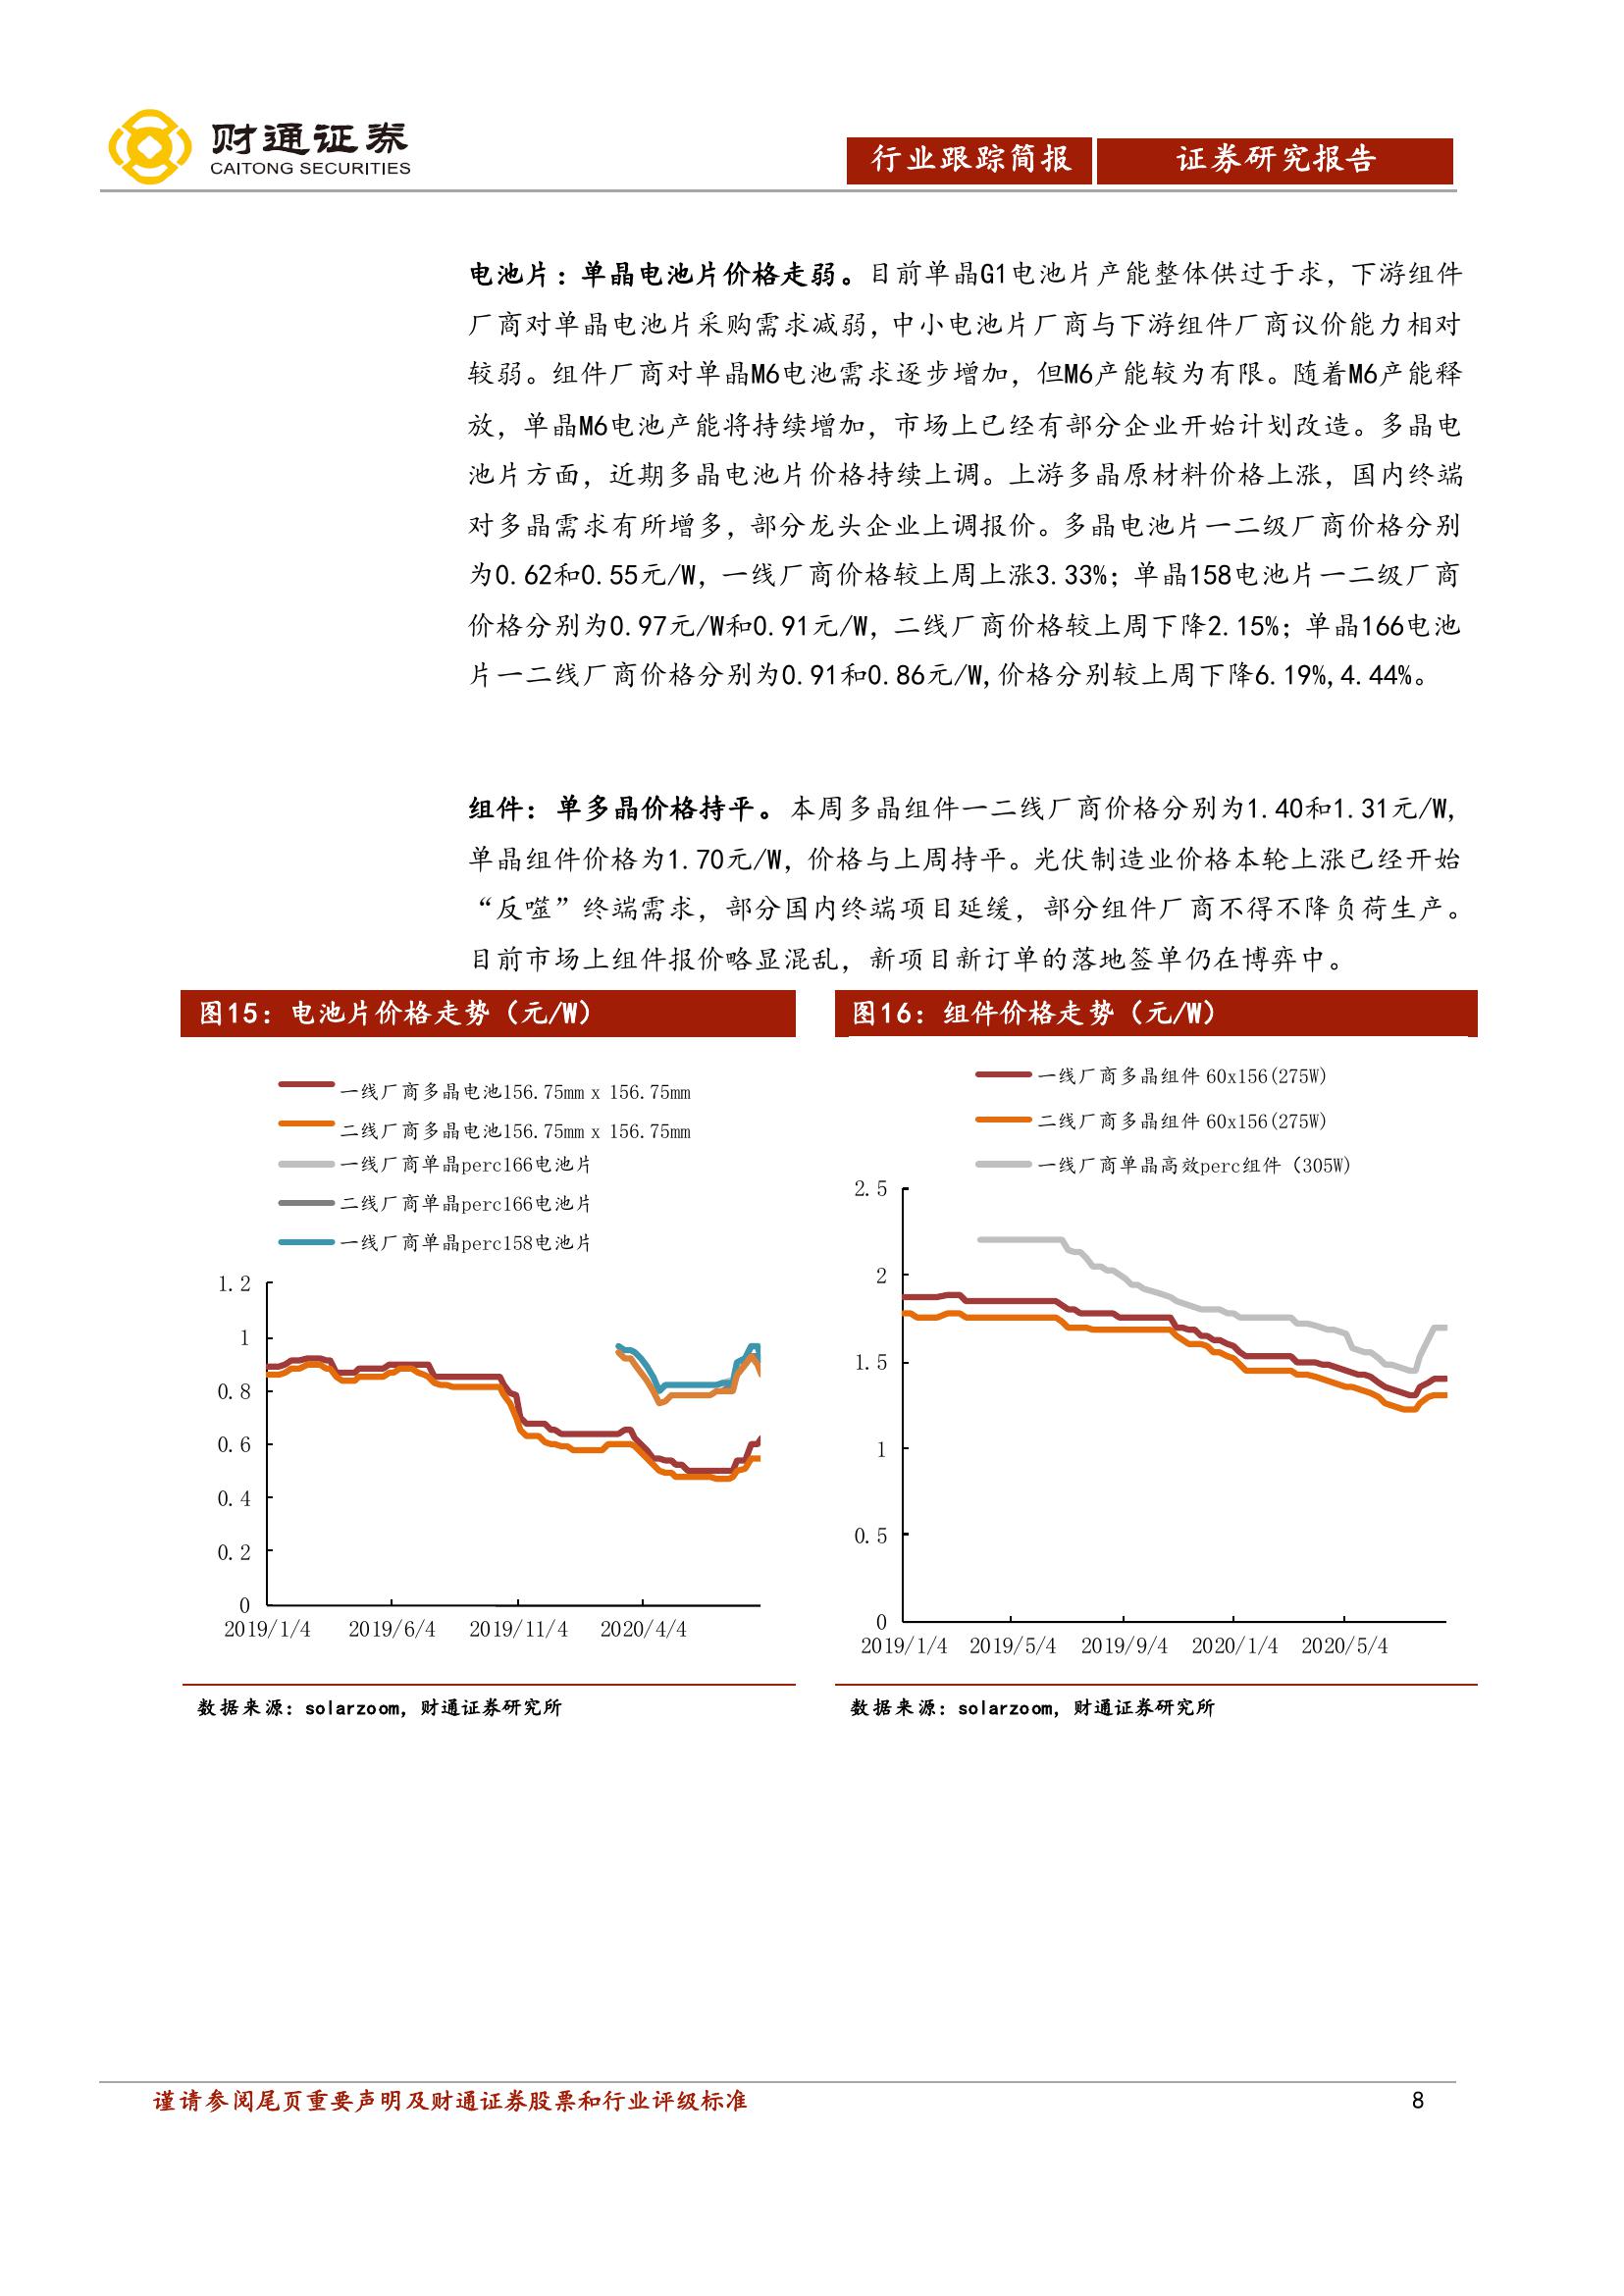 财通证券
CAITONG SECURITIES
行业跟踪简报 证券研究报告
电池片：单晶电池片价格走弱。目前单晶G1电池片产能整体供过于求，下游组件
厂商对单晶电池片采购需求减弱，中小电池片厂商与下游组件厂商议价能力相对
较弱。组件厂商对单晶M6电池需求逐步增加，但M6产能较为有限。随着M6产能释
放，单晶M6电池产能将持续增加，市场上已经有部分企业开始计划改造。多晶电
池片方面，近期多晶电池片价格持续上调。上游多晶原材料价格上涨，国内终端
对多晶需求有所增多，部分龙头企业上调报价。多晶电池片一二级厂商价格分别
为0.62和0.55元/W，一线厂商价格较上周上涨3.33%；单晶158电池片一二级厂商
价格分别为0.97元/W和0.91元/W，二线厂商价格较上周下降2.15%；单晶166电池
片一二线厂商价格分别为0.91和0.86元/W,价格分别较上周下降6.19%,4.44%。
组件：单多晶价格持平。本周多晶组件一二线厂商价格分别为1.40和1.31元/W,
单晶组件价格为1.70元/W，价格与上周持平。光伏制造业价格本轮上涨已经开始
“反噬”终端需求，部分国内终端项目延缓，部分组件厂商不得不降负荷生产。
目前市场上组件报价略显混乱，新项目新订单的落地签单仍在博弈中。
图15：电池片价格走势（元/W）
一线厂商多晶电池156.75mm x 156.75mm
二线厂商多晶电池156.75mm x 156.75mm
一线厂商单晶perc166电池片
二线厂商单晶perc166电池片
一线厂商单晶perc158电池片
1.2
1
0.8
0.6
0.4
0.2
0
2019/1/4 2019/6/4 2019/11/4 2020/4/4
数据来源：solarzoom，财通证券研究所
图16：组件价格走势（元/W）
一线厂商多晶组件 60x156(275W)
二线厂商多晶组件 60x156(275W)
一线厂商单晶高效perc组件（305W）
2.5
2
1.5
1
0.5
0
2019/1/4 2019/5/4 2019/9/4 2020/1/4 2020/5/4
数据来源：solarzoom，财通证券研究所
谨请参阅尾页重要声明及财通证券股票和行业评级标准 8